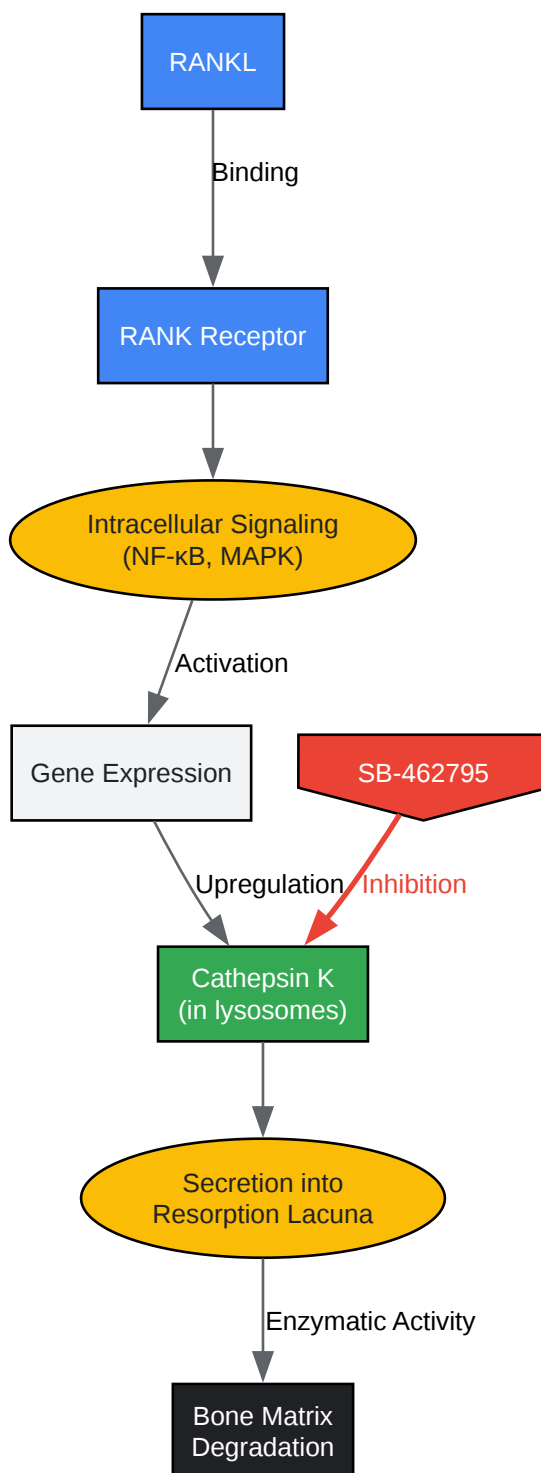 RANKL
Binding
RANK Receptor
Intracellular Signaling
(NF-κB, MAPK)
Activation
Gene Expression
SB-462795
Upregulation
Inhibition
Cathepsin K
(in lysosomes)
Secretion into
Resorption Lacuna
Enzymatic Activity
Bone Matrix
Degradation